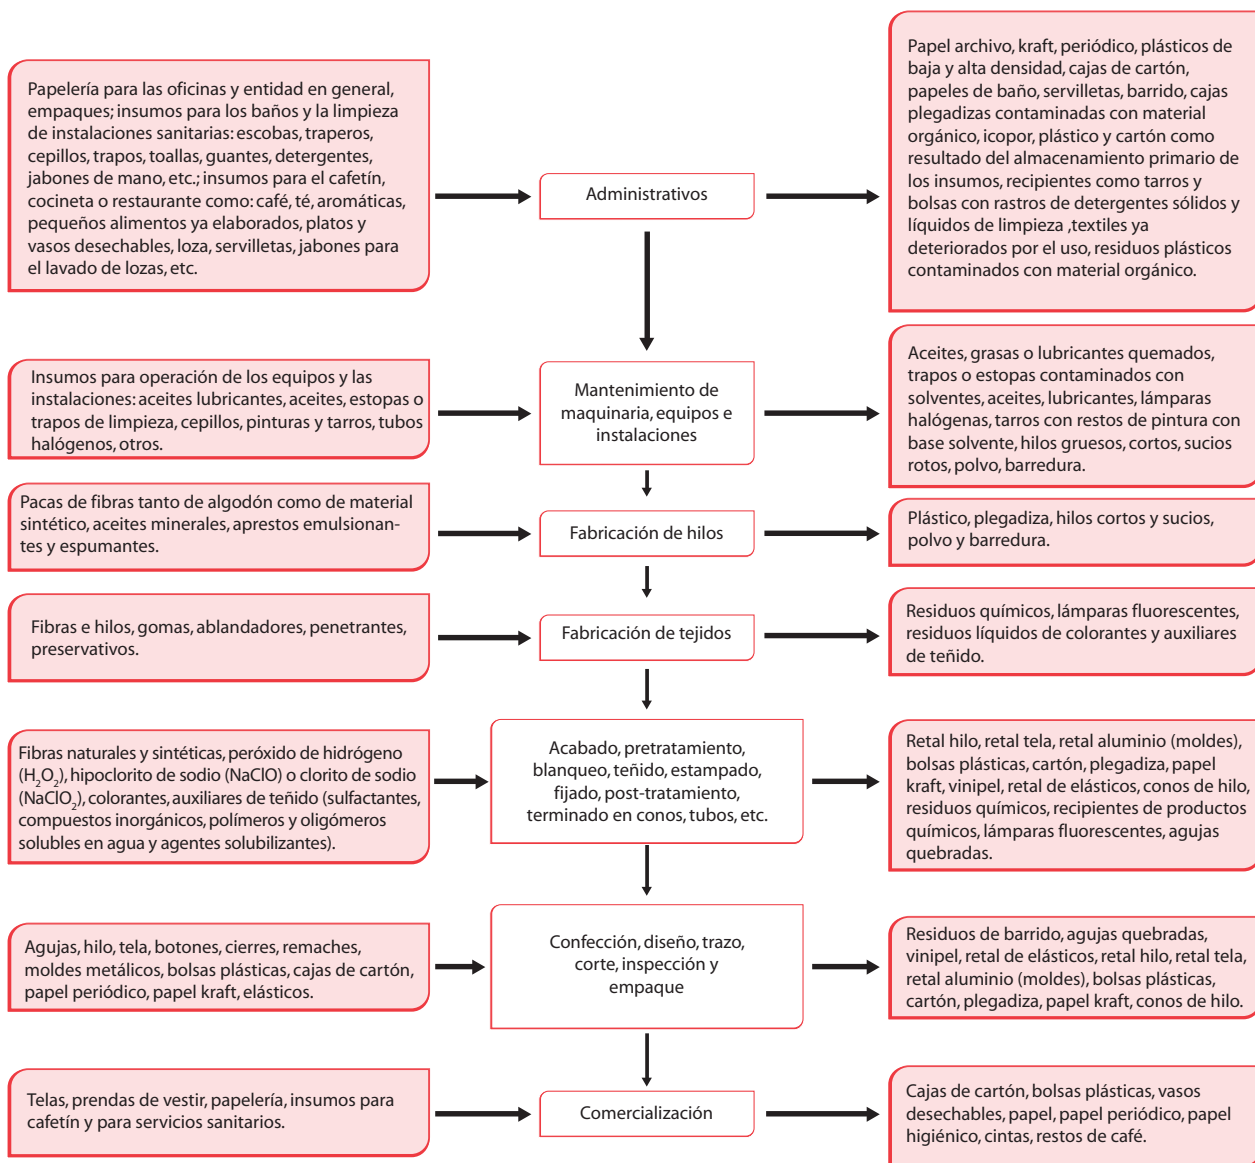 Papelería para las oficinas y entidad en general,
empaques; insumos para los baños y la limpieza
de instalaciones sanitarias: escobas, traperos,
cepillos, trapos, toallas, guantes, detergentes,
jabones de mano, etc.; insumos para el cafetín,
cocineta o restaurante como: café, té, aromáticas,
pequeños alimentos ya elaborados, platos y
vasos desechables, loza, servilletas, jabones para
el lavado de lozas, etc.
Administrativos
Papel archivo, kraft, periódico, plásticos de
baja y alta densidad, cajas de cartón,
papeles de baño, servilletas, barrido, cajas
plegadizas contaminadas con material
orgánico, icopor, plástico y cartón como
resultado del almacenamiento primario de
los insumos, recipientes como tarros y
bolsas con rastros de detergentes sólidos y
líquidos de limpieza ,textiles ya
deteriorados por el uso, residuos plásticos
contaminados con material orgánico.
Insumos para operación de los equipos y las
instalaciones: aceites lubricantes, aceites, estopas o
trapos de limpieza, cepillos, pinturas y tarros, tubos
halógenos, otros.
Mantenimiento de
maquinaria, equipos e
instalaciones
Aceites, grasas o lubricantes quemados,
trapos o estopas contaminados con
solventes, aceites, lubricantes, lámparas
halógenas, tarros con restos de pintura con
base solvente, hilos gruesos, cortos, sucios
rotos, polvo, barredura.
Pacas de fibras tanto de algodón como de material
sintético, aceites minerales, aprestos emulsionan-
tes y espumantes.
Fabricación de hilos
Plástico, plegadiza, hilos cortos y sucios,
polvo y barredura.
Fibras e hilos, gomas, ablandadores, penetrantes,
preservativos.
Fabricación de tejidos
Residuos químicos, lámparas fluorescentes,
residuos líquidos de colorantes y auxiliares
de teñido.
Fibras naturales y sintéticas, peróxido de hidrógeno
(H₂O₂), hipoclorito de sodio (NaClO) o clorito de sodio
(NaClO₂), colorantes, auxiliares de teñido (sulfactantes,
compuestos inorgánicos, polímeros y oligómeros
solubles en agua y agentes solubilizantes).
Acabado, pretratamiento,
blanqueo, teñido, estampado,
fijado, post-tratamiento,
terminado en conos, tubos, etc.
Retal hilo, retal tela, retal aluminio (moldes),
bolsas plásticas, cartón, plegadiza, papel
kraft, vinipel, retal de elásticos, conos de hilo,
residuos químicos, recipientes de productos
químicos, lámparas fluorescentes, agujas
quebradas.
Agujas, hilo, tela, botones, cierres, remaches,
moldes metálicos, bolsas plásticas, cajas de cartón,
papel periódico, papel kraft, elásticos.
Confección, diseño, trazo,
corte, inspección y
empaque
Residuos de barrido, agujas quebradas,
vinipel, retal de elásticos, retal hilo, retal tela,
retal aluminio (moldes), bolsas plásticas,
cartón, plegadiza, papel kraft, conos de hilo.
Telas, prendas de vestir, papelería, insumos para
cafetín y para servicios sanitarios.
Comercialización
Cajas de cartón, bolsas plásticas, vasos
desechables, papel, papel periódico, papel
higiénico, cintas, restos de café.